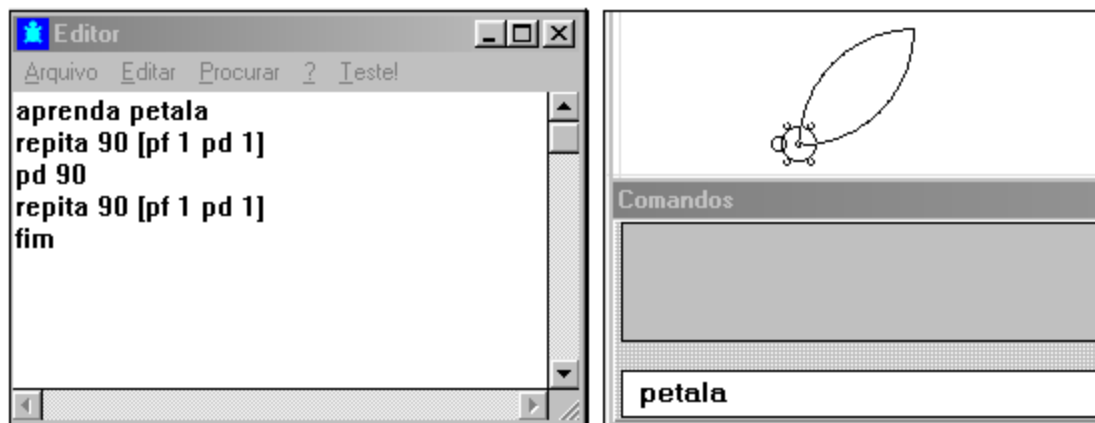 Editor
Arquivo Editar Procurar ? Teste!
aprenda petala
repita 90 [pf 1 pd 1]
pd 90
repita 90 [pf 1 pd 1]
fim
Comandos
petala